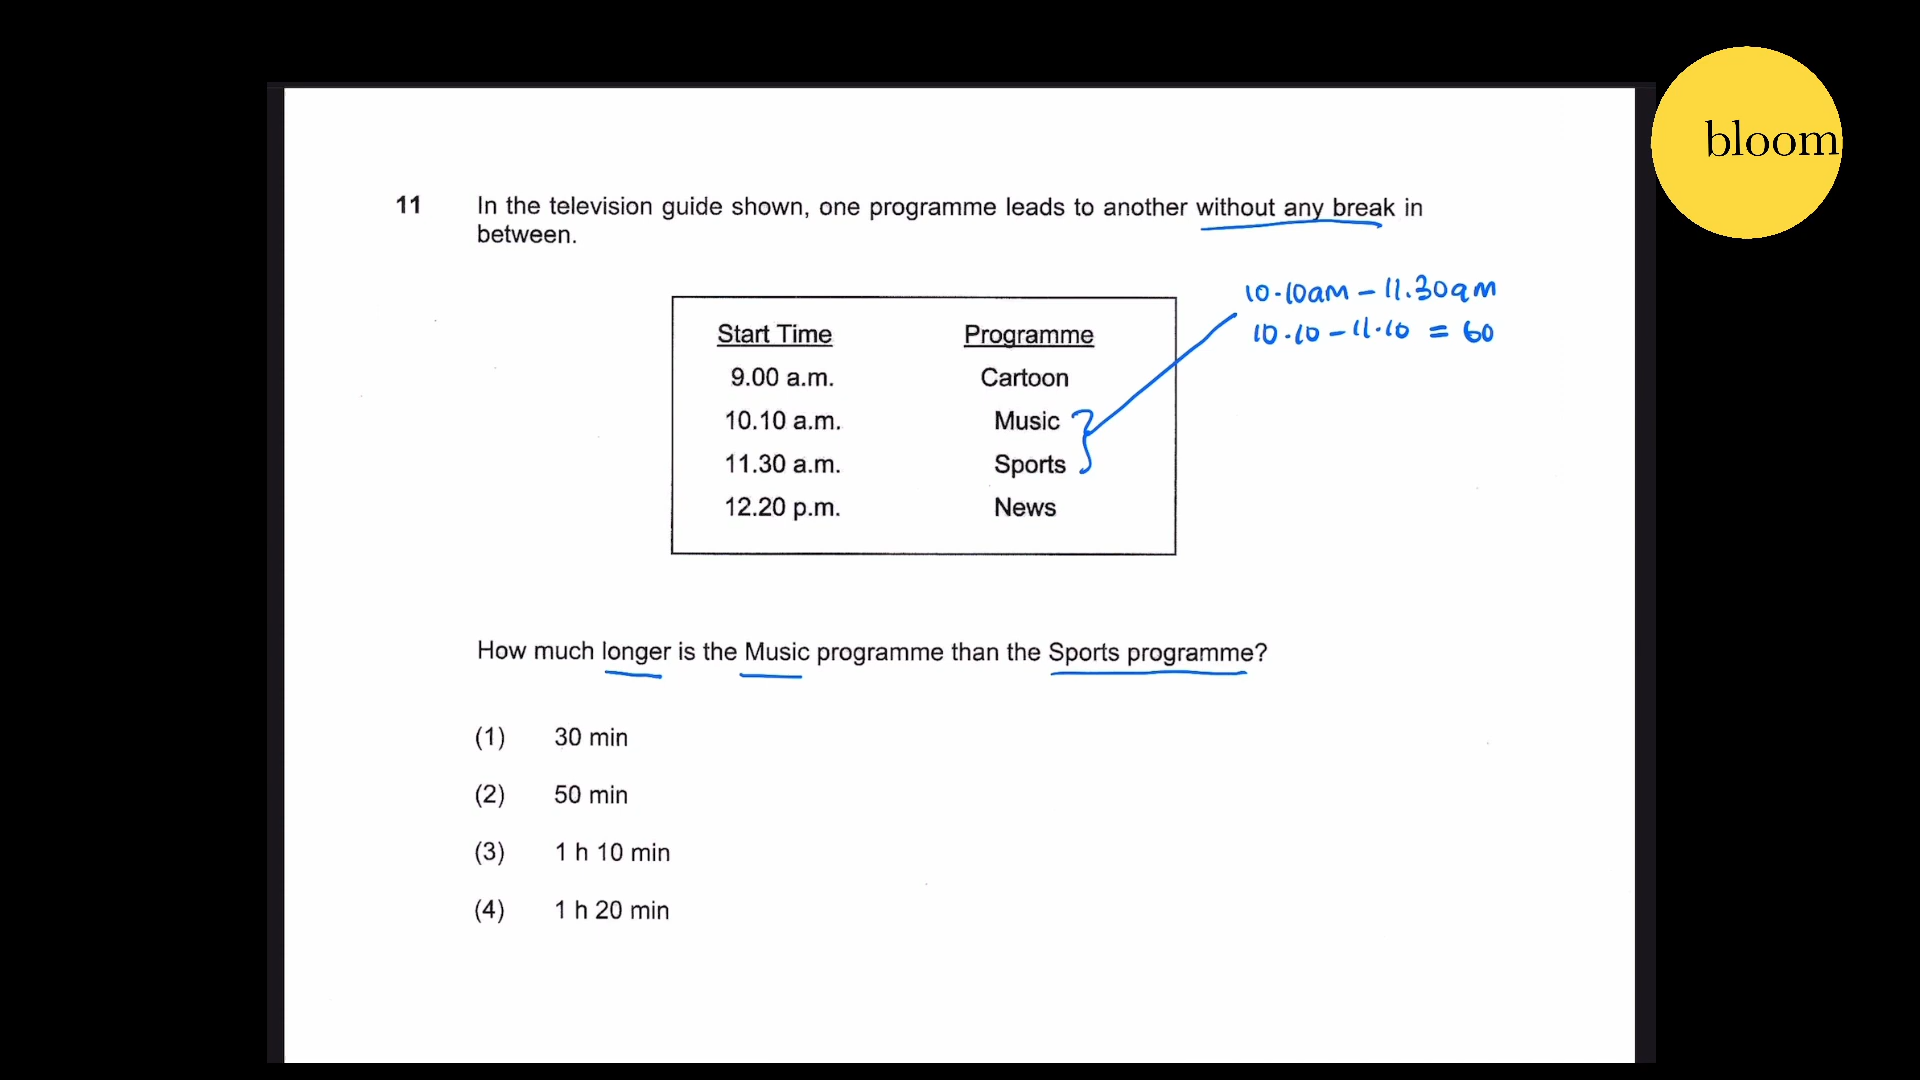 bloom
11 In the television guide shown, one programme leads to another without any break in
between.
10.10am - 11.30am
10.10 - 11.10 = 60
Start Time Programme
9.00 a.m. Cartoon
10.10 a.m. Music
11.30 a.m. Sports
12.20 p.m. News
How much longer is the Music programme than the Sports programme?
(1) 30 min
(2) 50 min
(3) 1 h 10 min
(4) 1 h 20 min